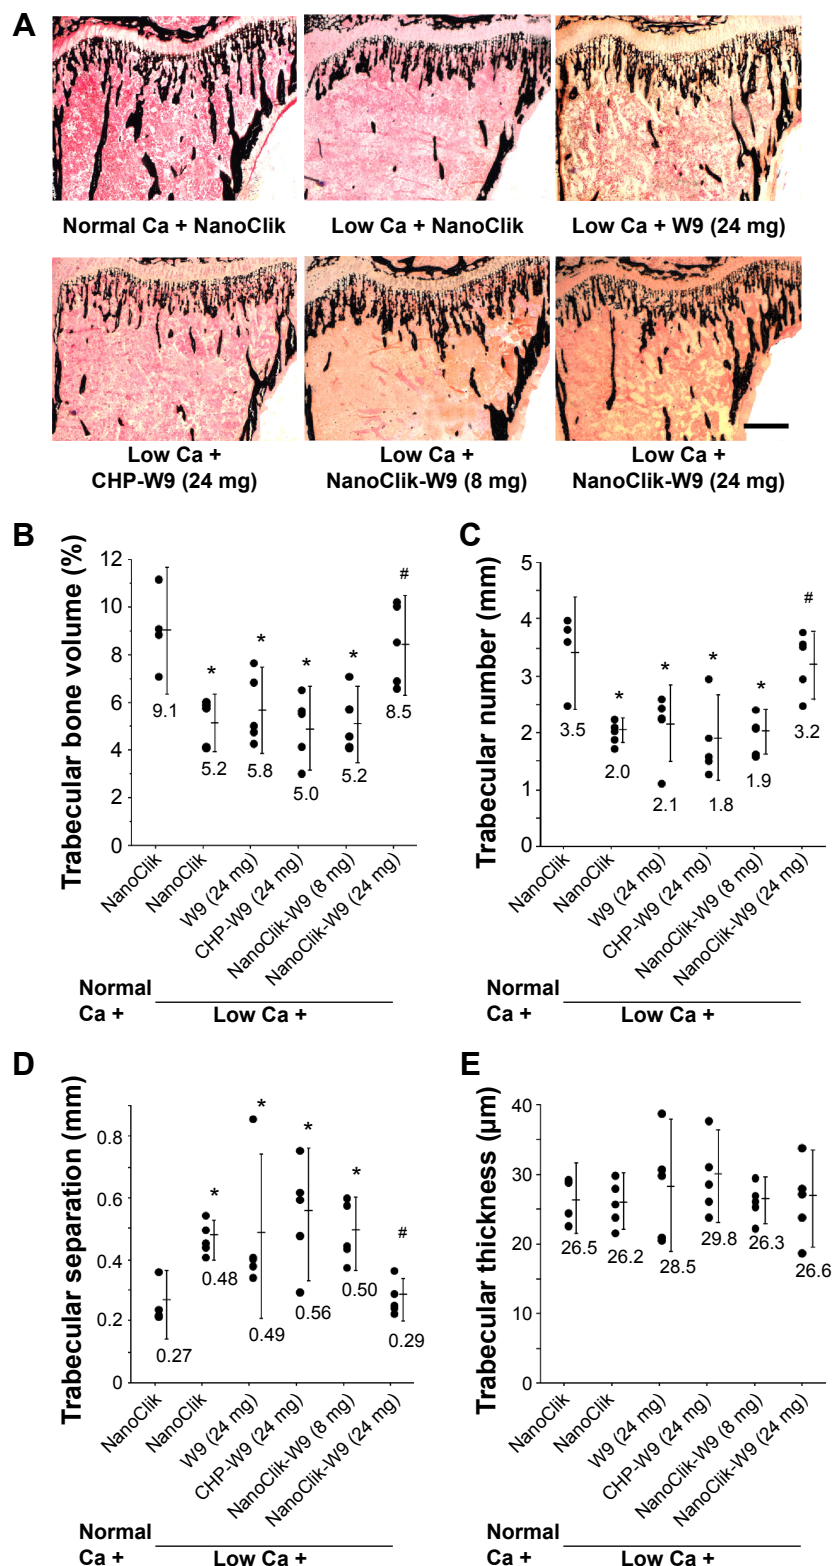 A
Normal Ca + NanoClik
Low Ca + NanoClik
Low Ca + W9 (24 mg)
Low Ca +
CHP-W9 (24 mg)
Low Ca +
NanoClik-W9 (8 mg)
Low Ca +
NanoClik-W9 (24 mg)
B
Trabecular bone volume (%)
12
10
8
6
4
2
0
9.1
*
5.2
*
5.8
*
5.0
*
5.2
#
8.5
NanoClik
NanoClik
W9 (24 mg)
CHP-W9 (24 mg)
NanoClik-W9 (8 mg)
NanoClik-W9 (24 mg)
Normal
Ca +
Low Ca +
C
Trabecular number (mm)
5
4
3
2
1
0
3.5
*
2.0
*
2.1
*
1.8
*
1.9
#
3.2
NanoClik
NanoClik
W9 (24 mg)
CHP-W9 (24 mg)
NanoClik-W9 (8 mg)
NanoClik-W9 (24 mg)
Normal
Ca +
Low Ca +
D
Trabecular separation (mm)
0.8
0.6
0.4
0.2
0
0.27
*
0.48
*
0.49
*
0.56
*
0.50
#
0.29
NanoClik
NanoClik
W9 (24 mg)
CHP-W9 (24 mg)
NanoClik-W9 (8 mg)
NanoClik-W9 (24 mg)
Normal
Ca +
Low Ca +
E
Trabecular thickness (μm)
40
30
20
10
0
26.5
26.2
28.5
29.8
26.3
26.6
NanoClik
NanoClik
W9 (24 mg)
CHP-W9 (24 mg)
NanoClik-W9 (8 mg)
NanoClik-W9 (24 mg)
Normal
Ca +
Low Ca +